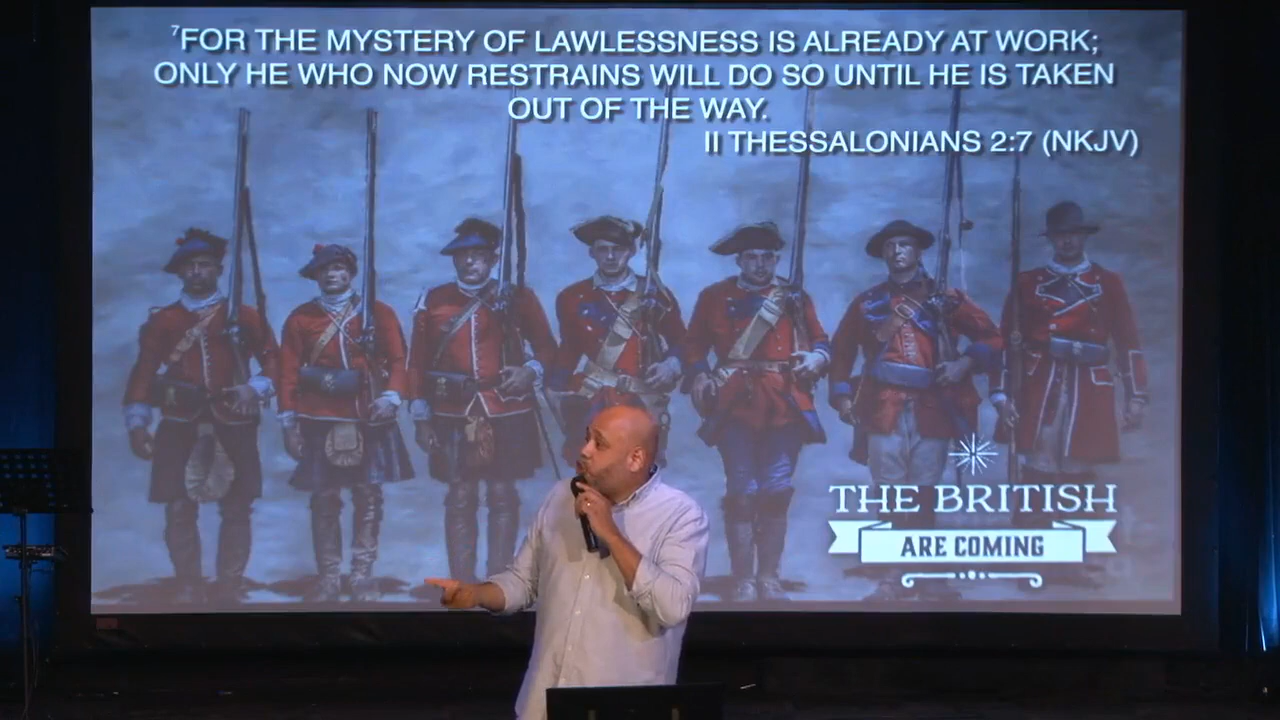 ⁷FOR THE MYSTERY OF LAWLESSNESS IS ALREADY AT WORK;
ONLY HE WHO NOW RESTRAINS WILL DO SO UNTIL HE IS TAKEN
OUT OF THE WAY.
II THESSALONIANS 2:7 (NKJV)
THE BRITISH
ARE COMING